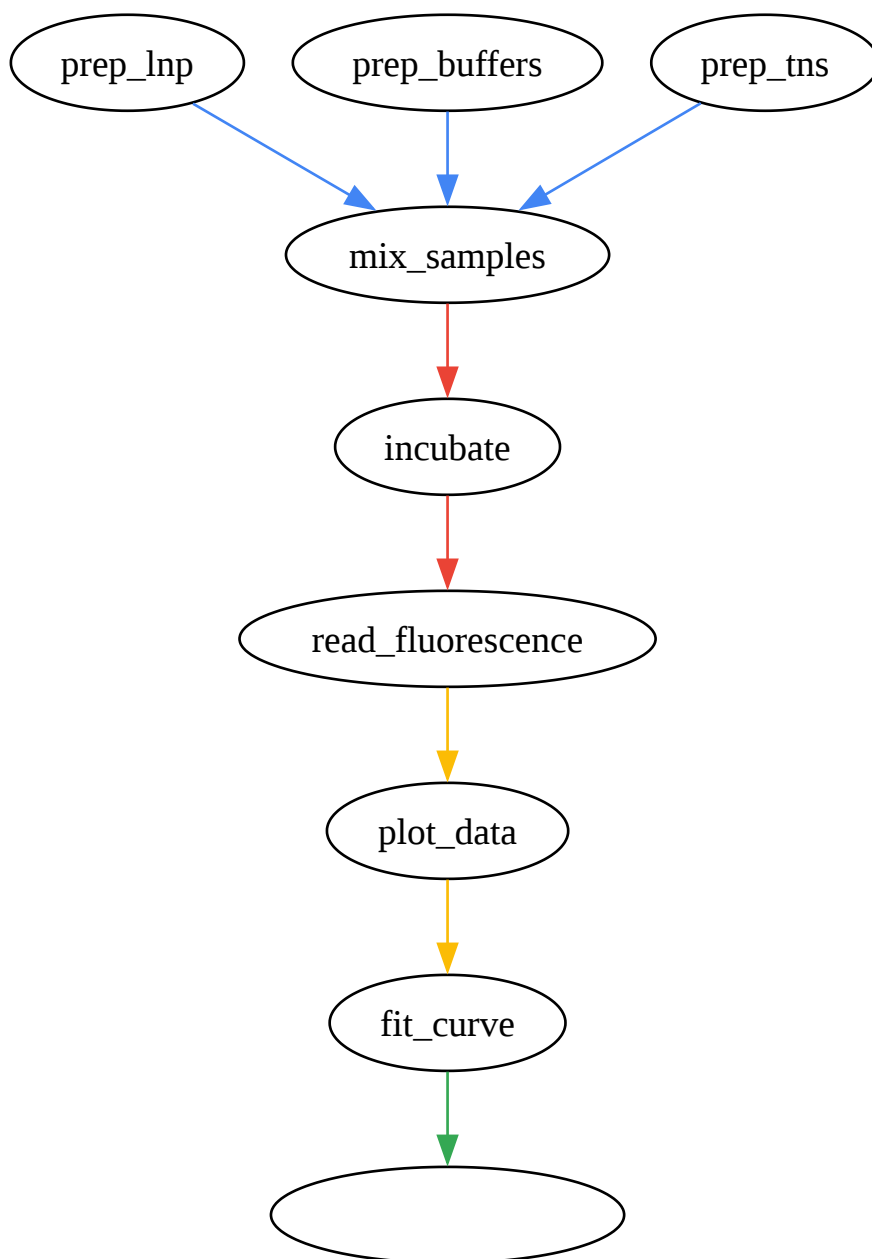 prep_lnp
prep_buffers
prep_tns
mix_samples
incubate
read_fluorescence
plot_data
fit_curve